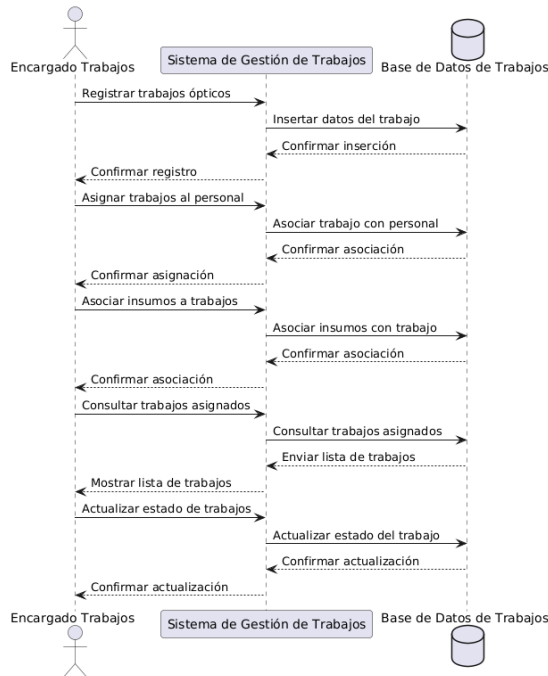 Encargado Trabajos
Sistema de Gestión de Trabajos
Base de Datos de Trabajos
Registrar trabajos ópticos
Insertar datos del trabajo
Confirmar inserción
Confirmar registro
Asignar trabajos al personal
Asociar trabajo con personal
Confirmar asociación
Confirmar asignación
Asociar insumos a trabajos
Asociar insumos con trabajo
Confirmar asociación
Confirmar asociación
Consultar trabajos asignados
Consultar trabajos asignados
Enviar lista de trabajos
Mostrar lista de trabajos
Actualizar estado de trabajos
Actualizar estado del trabajo
Confirmar actualización
Confirmar actualización
Encargado Trabajos
Sistema de Gestión de Trabajos
Base de Datos de Trabajos